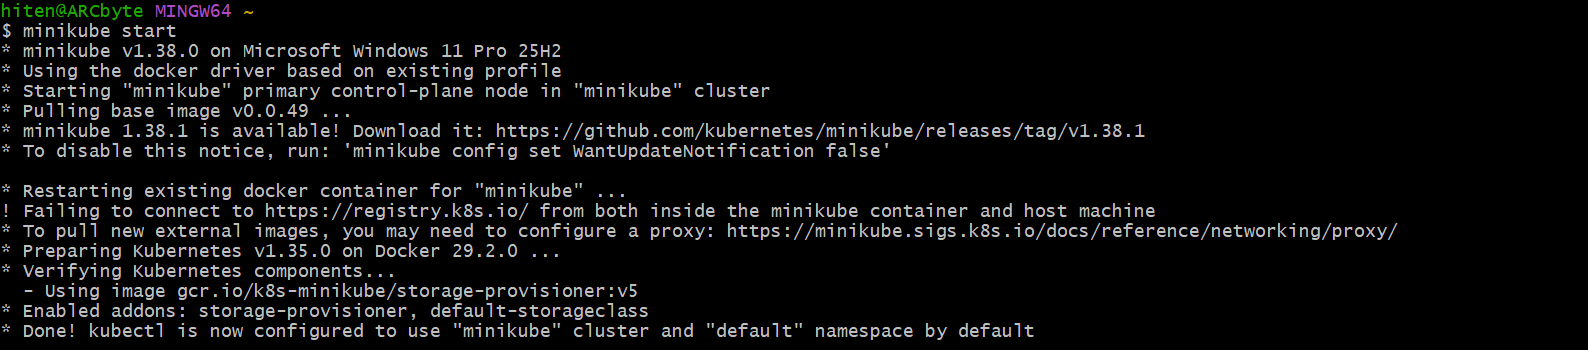 hiten@ARCbyte MINGW64 ~
$ minikube start
* minikube v1.38.0 on Microsoft Windows 11 Pro 25H2
* Using the docker driver based on existing profile
* Starting "minikube" primary control-plane node in "minikube" cluster
* Pulling base image v0.0.49 ...
* minikube 1.38.1 is available! Download it: https://github.com/kubernetes/minikube/releases/tag/v1.38.1
* To disable this notice, run: 'minikube config set WantUpdateNotification false'
* Restarting existing docker container for "minikube" ...
! Failing to connect to https://registry.k8s.io/ from both inside the minikube container and host machine
* To pull new external images, you may need to configure a proxy: https://minikube.sigs.k8s.io/docs/reference/networking/proxy/
* Preparing Kubernetes v1.35.0 on Docker 29.2.0 ...
* Verifying Kubernetes components...
  - Using image gcr.io/k8s-minikube/storage-provisioner:v5
* Enabled addons: storage-provisioner, default-storageclass
* Done! kubectl is now configured to use "minikube" cluster and "default" namespace by default